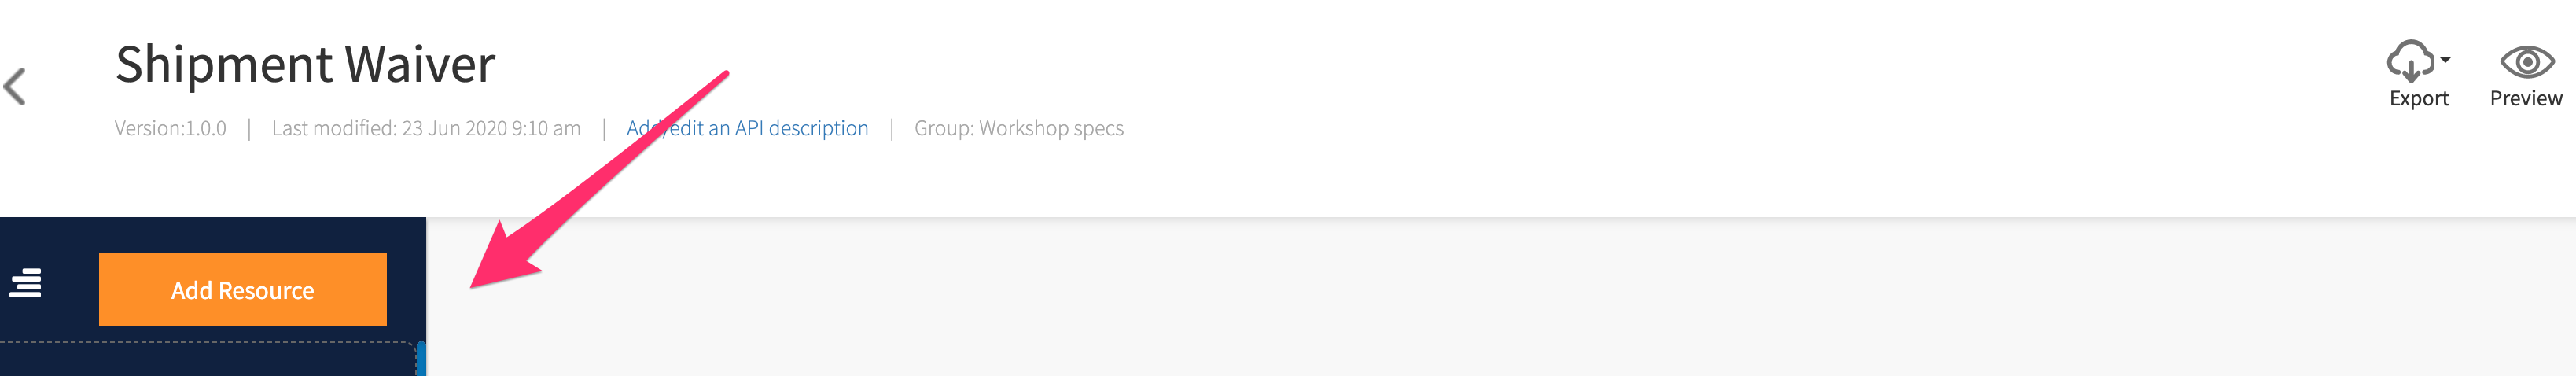 Shipment Waiver
Version:1.0.0 | Last modified: 23 Jun 2020 9:10 am | Add/edit an API description | Group: Workshop specs
Export
Preview
Add Resource